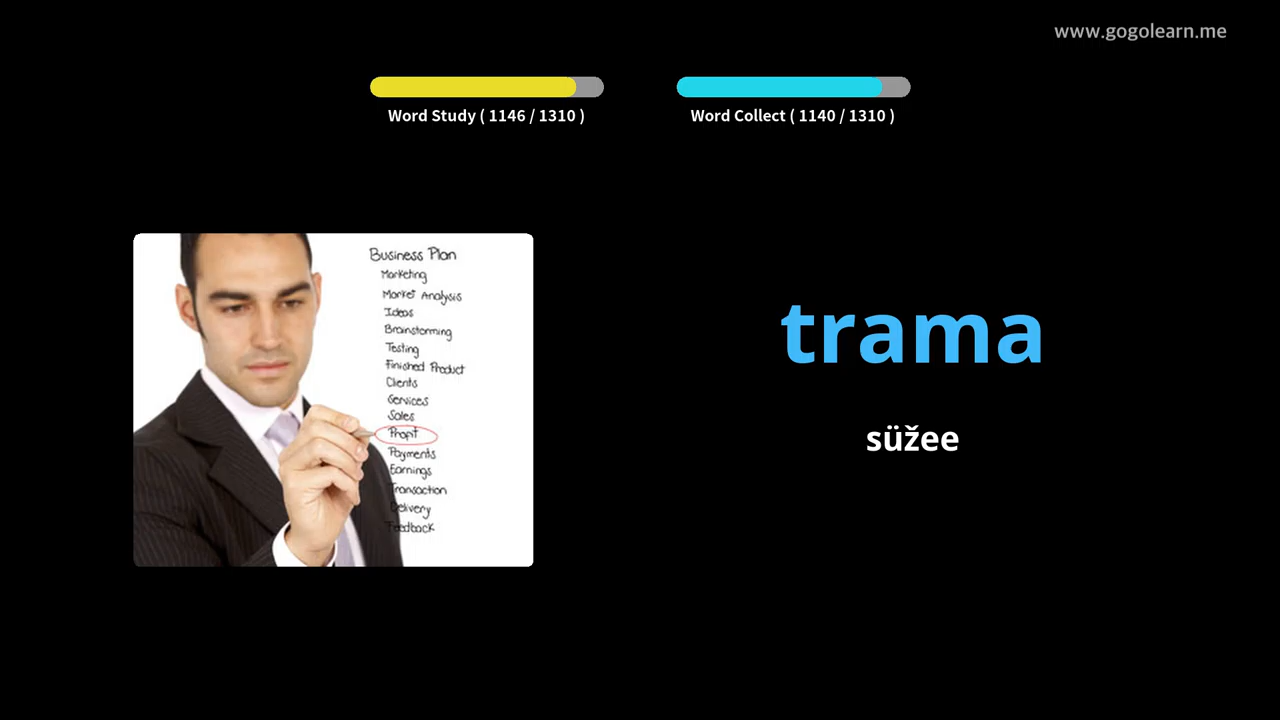 www.gogolearn.me
Word Study ( 1146 / 1310 )
Word Collect ( 1140 / 1310 )
Business Plan
Marketing
Market Analysis
Ideas
Brainstorming
Testing
Finished Product
Clients
Services
Sales
Profit
Payments
Earnings
Transaction
Delivery
Feedback
trama
süžee